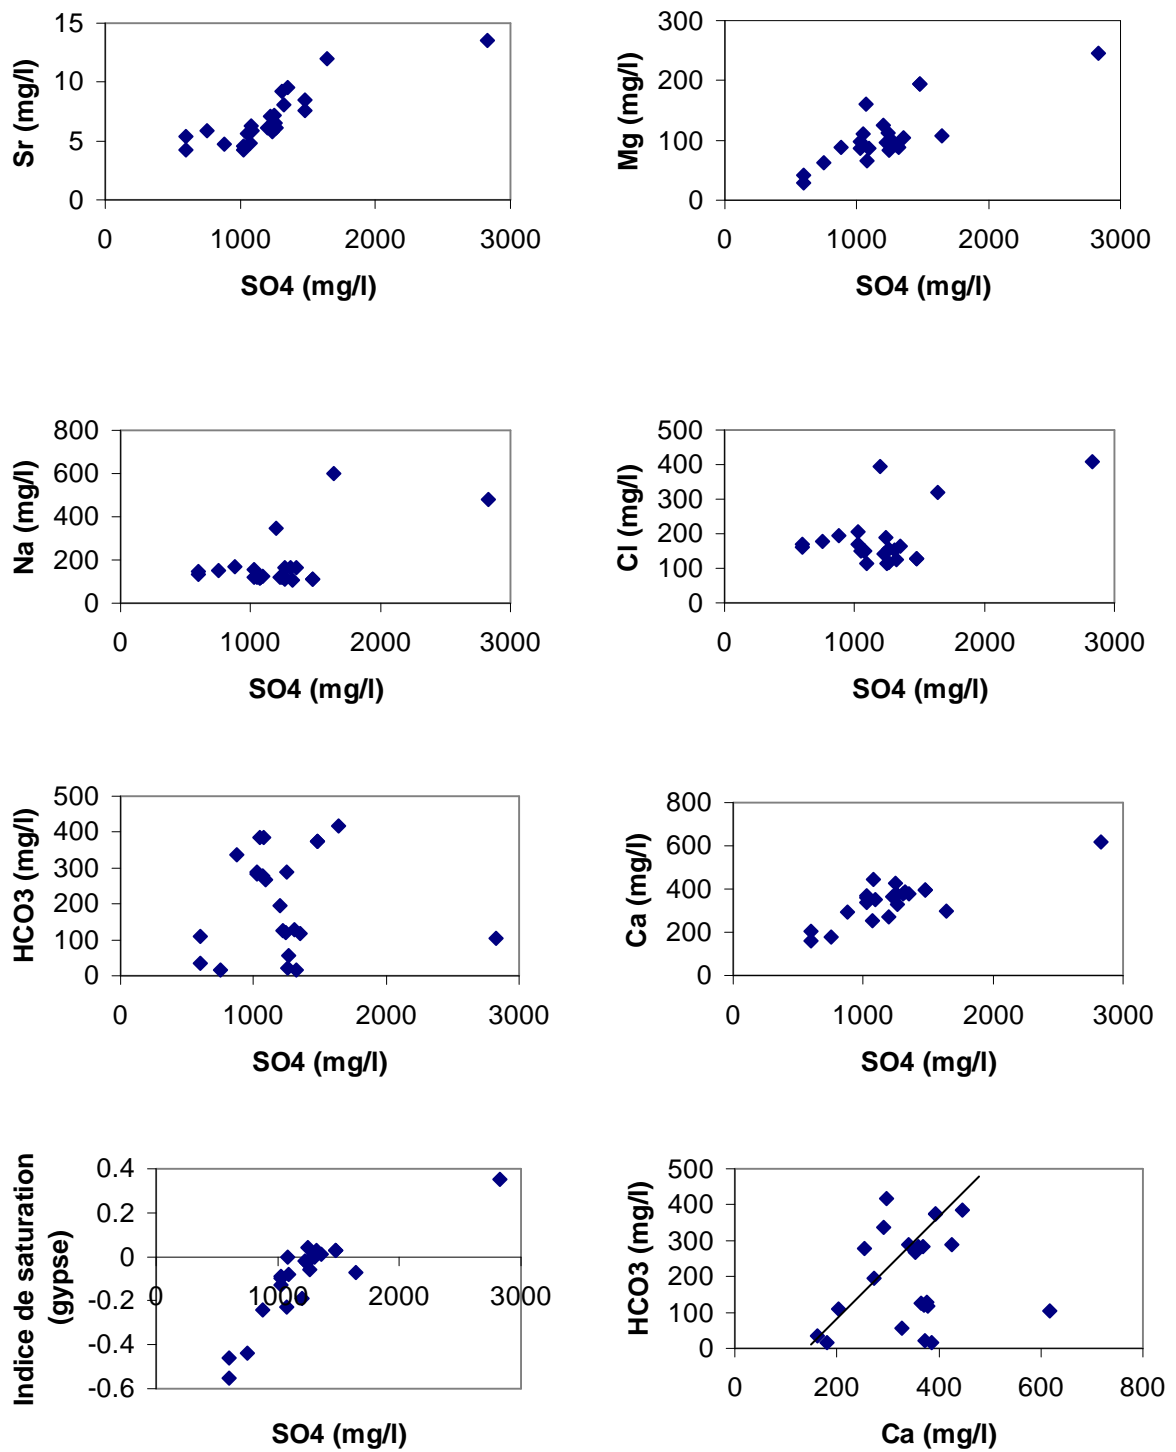 15
10
5
0
Sr (mg/l)
0 1000 2000 3000
SO4 (mg/l)
300
200
100
0
Mg (mg/l)
0 1000 2000 3000
SO4 (mg/l)
800
600
400
200
0
Na (mg/l)
0 1000 2000 3000
SO4 (mg/l)
500
400
300
200
100
0
Cl (mg/l)
0 1000 2000 3000
SO4 (mg/l)
500
400
300
200
100
0
HCO3 (mg/l)
0 1000 2000 3000
SO4 (mg/l)
800
600
400
200
0
Ca (mg/l)
0 1000 2000 3000
SO4 (mg/l)
0.4
0.2
0
-0.2
-0.4
-0.6
Indice de saturation
(gypse)
0 1000 2000 3000
SO4 (mg/l)
500
400
300
200
100
0
HCO3 (mg/l)
0 200 400 600 800
Ca (mg/l)